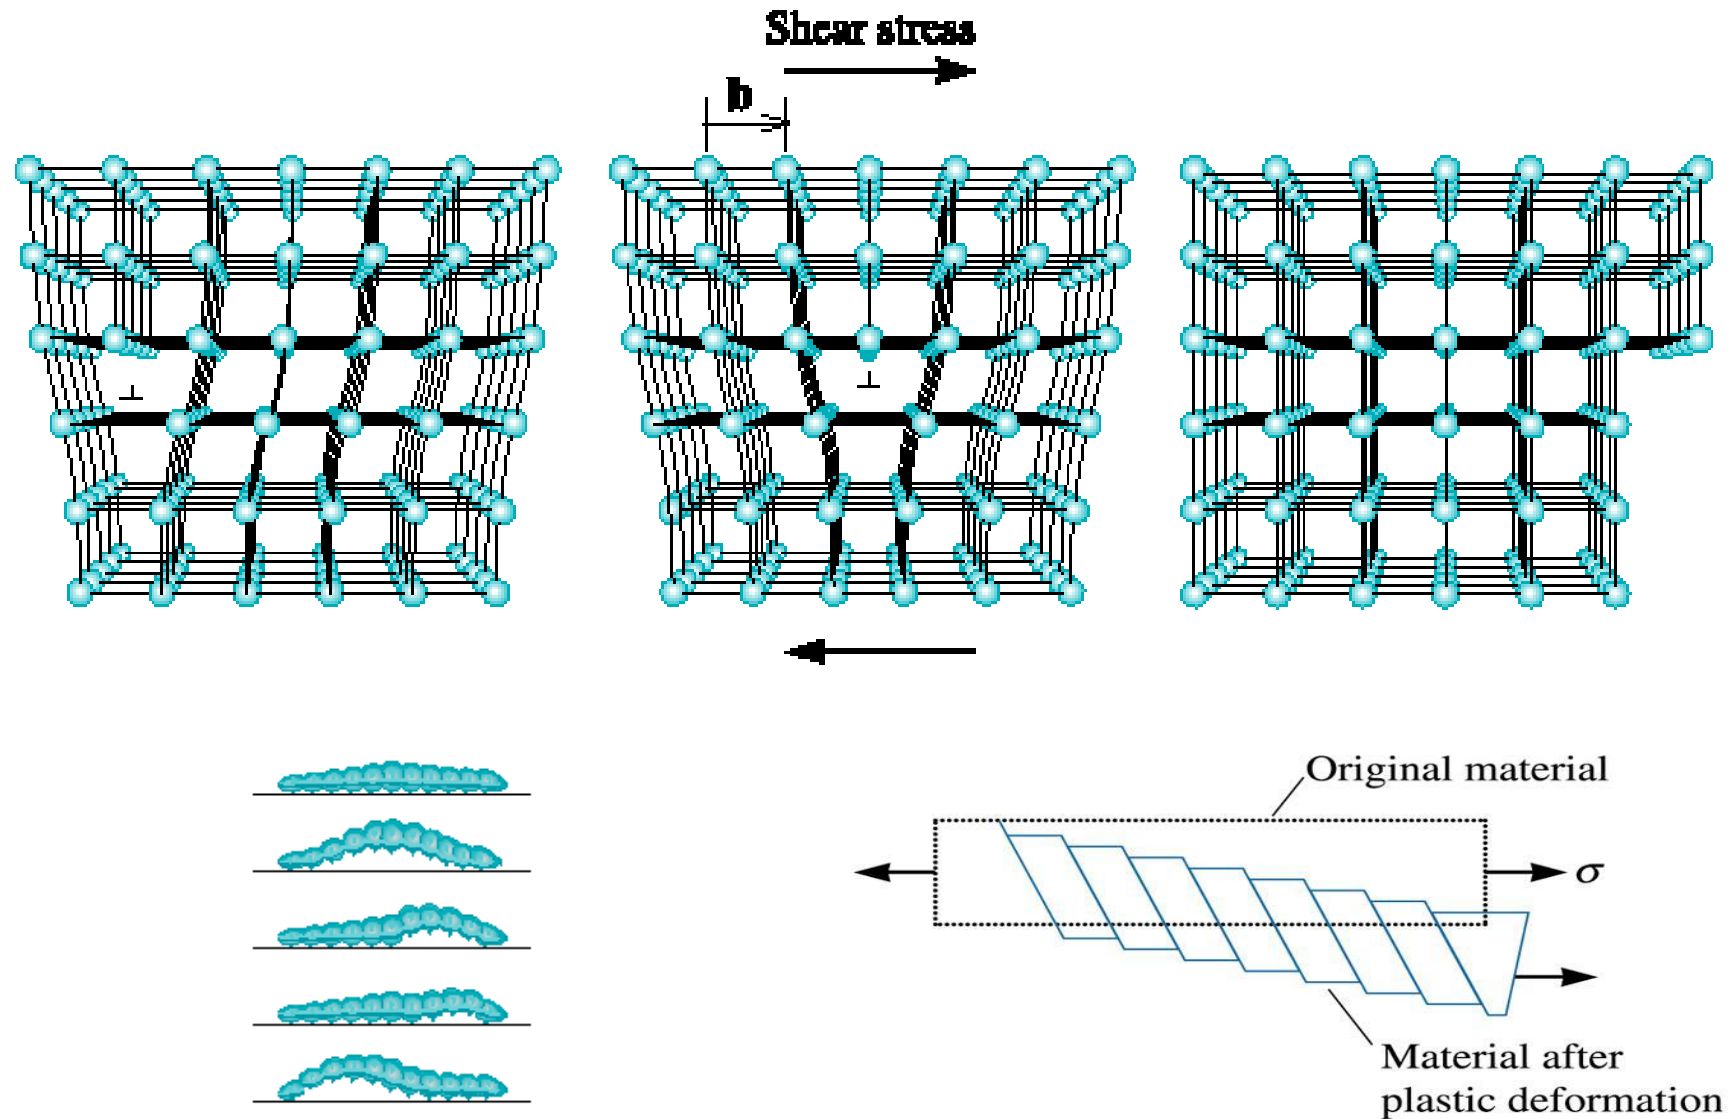 Shear stress
b
⊥
⊥
Original material
σ
Material after
plastic deformation